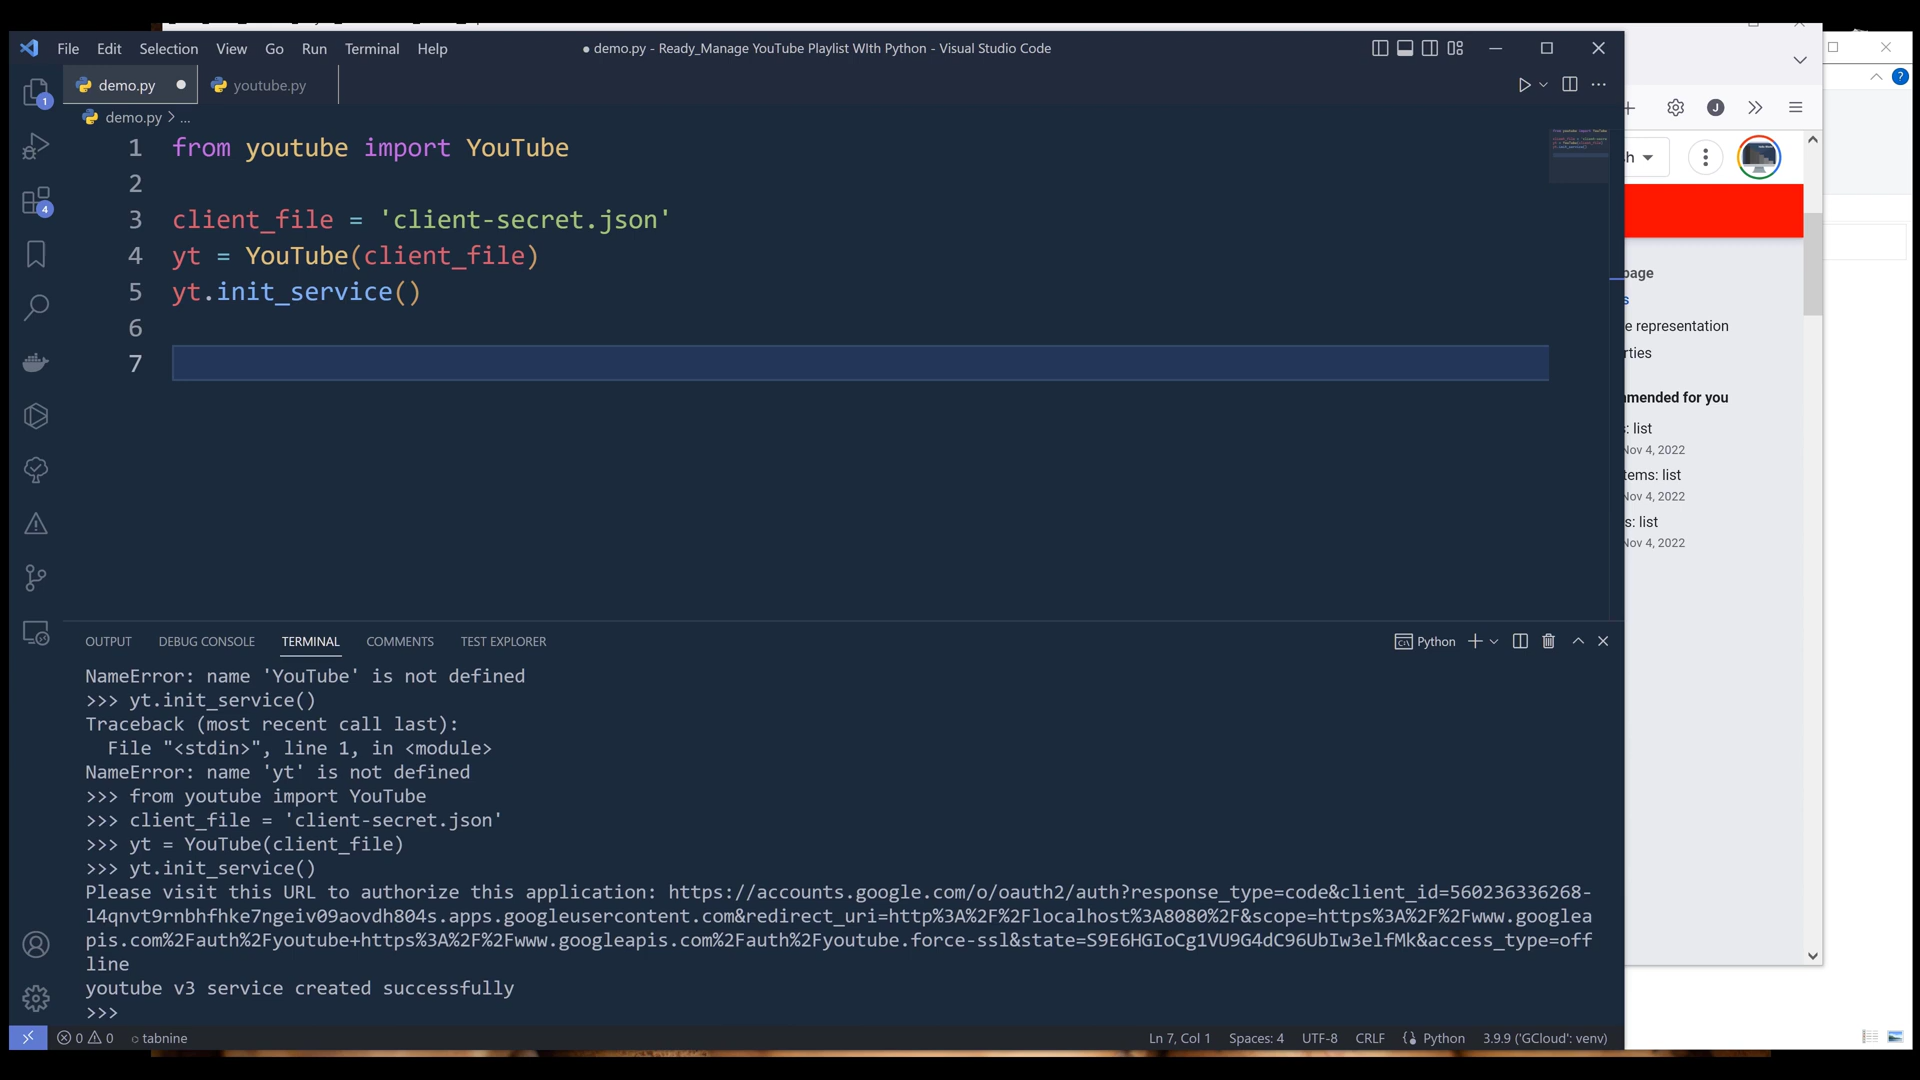 File Edit Selection View Go Run Terminal Help
● demo.py - Ready_Manage YouTube Playlist WIth Python - Visual Studio Code
demo.py ● youtube.py
demo.py > ...
1 from youtube import YouTube
2
3 client_file = 'client-secret.json'
4 yt = YouTube(client_file)
5 yt.init_service()
6
7
OUTPUT DEBUG CONSOLE TERMINAL COMMENTS TEST EXPLORER
Python
NameError: name 'YouTube' is not defined
>>> yt.init_service()
Traceback (most recent call last):
File "<stdin>", line 1, in <module>
NameError: name 'yt' is not defined
>>> from youtube import YouTube
>>> client_file = 'client-secret.json'
>>> yt = YouTube(client_file)
>>> yt.init_service()
Please visit this URL to authorize this application: https://accounts.google.com/o/oauth2/auth?response_type=code&client_id=560236336268-
l4qnvt9rnbhfhke7ngeiv09aovdh804s.apps.googleusercontent.com&redirect_uri=http%3A%2F%2Flocalhost%3A8080%2F&scope=https%3A%2F%2Fwww.googlea
pis.com%2Fauth%2Fyoutube+https%3A%2F%2Fwww.googleapis.com%2Fauth%2Fyoutube.force-ssl&state=S9E6HGIoCg1VU9G4dC96UbIw3elfMk&access_type=off
line
youtube v3 service created successfully
>>>
0 0 tabnine
Ln 7, Col 1 Spaces: 4 UTF-8 CRLF Python 3.9.9 ('GCloud': venv)
1
4
J
?
h
page
s
e representation
rties
mended for you
: list
Nov 4, 2022
tems: list
Nov 4, 2022
s: list
Nov 4, 2022